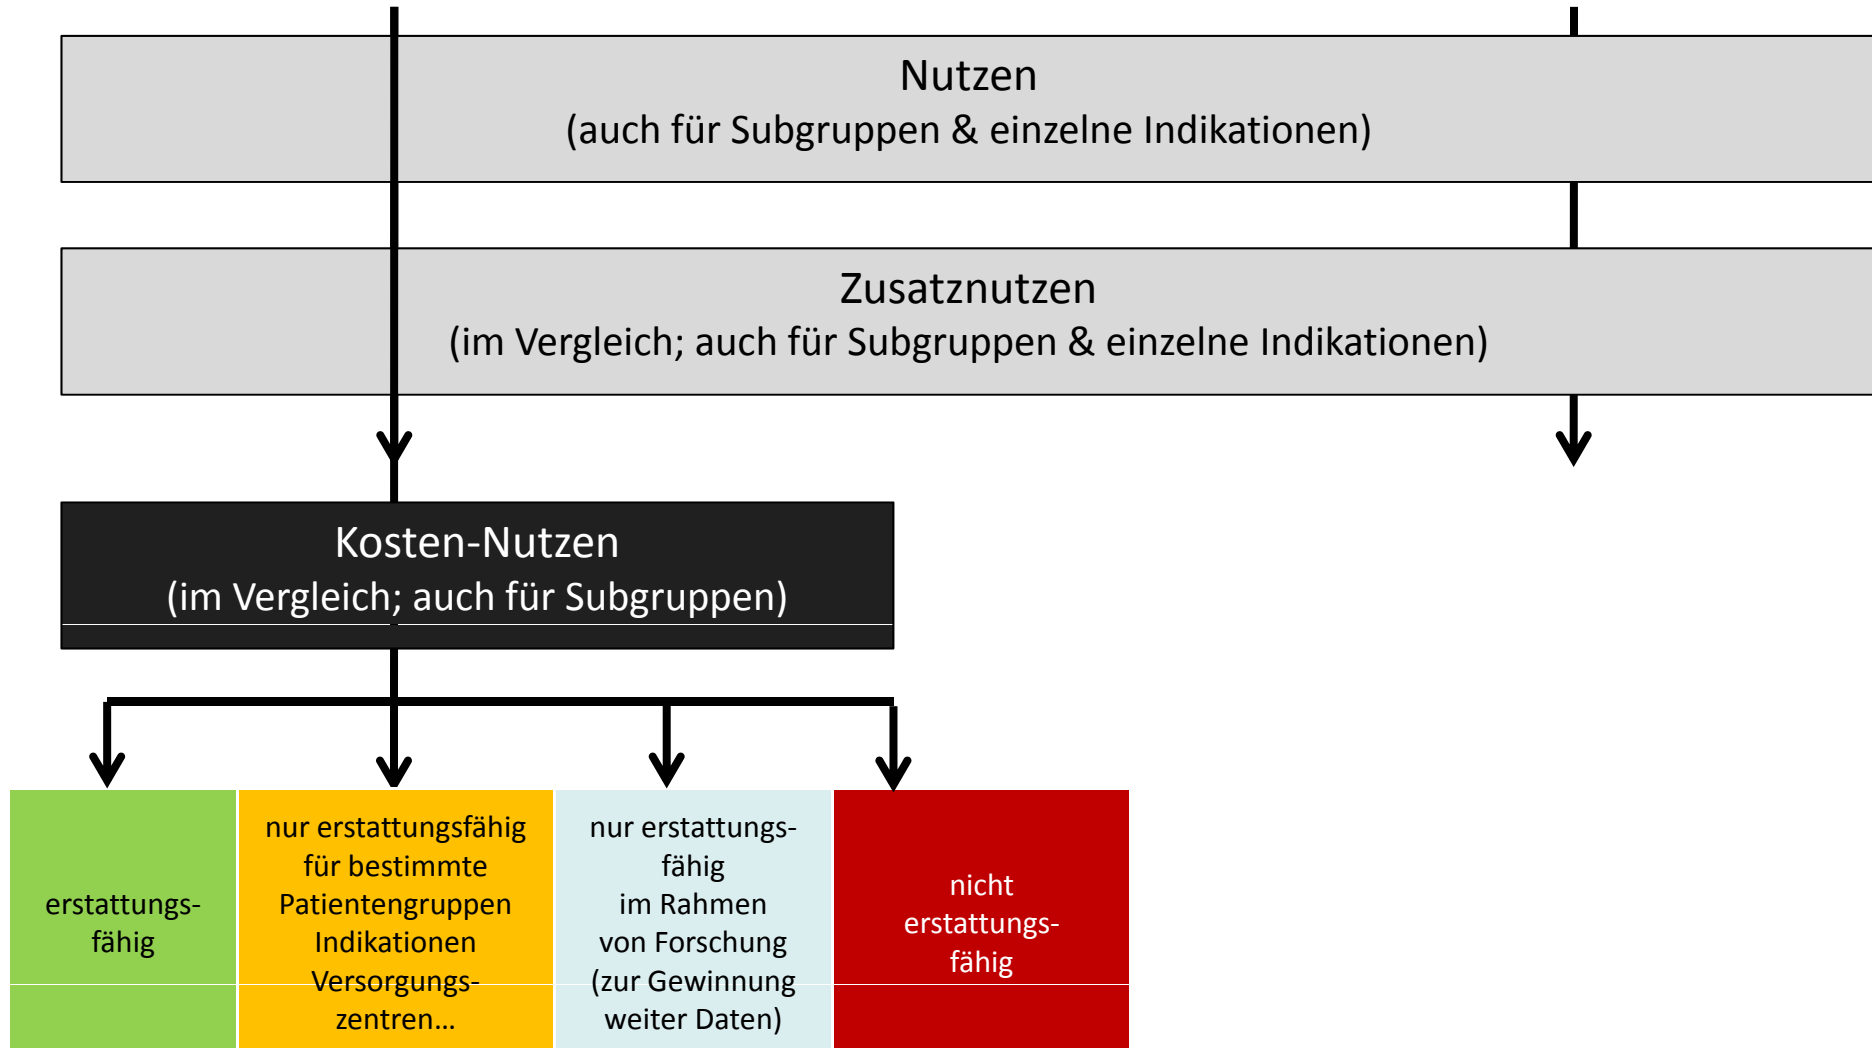 Nutzen
(auch für Subgruppen & einzelne Indikationen)
Zusatznutzen
(im Vergleich; auch für Subgruppen & einzelne Indikationen)
Kosten-Nutzen
(im Vergleich; auch für Subgruppen)
erstattungs-
fähig
nur erstattungsfähig
für bestimmte
Patientengruppen
Indikationen
Versorgungs-
zentren…
nur erstattungs-
fähig
im Rahmen
von Forschung
(zur Gewinnung
weiter Daten)
nicht
erstattungs-
fähig